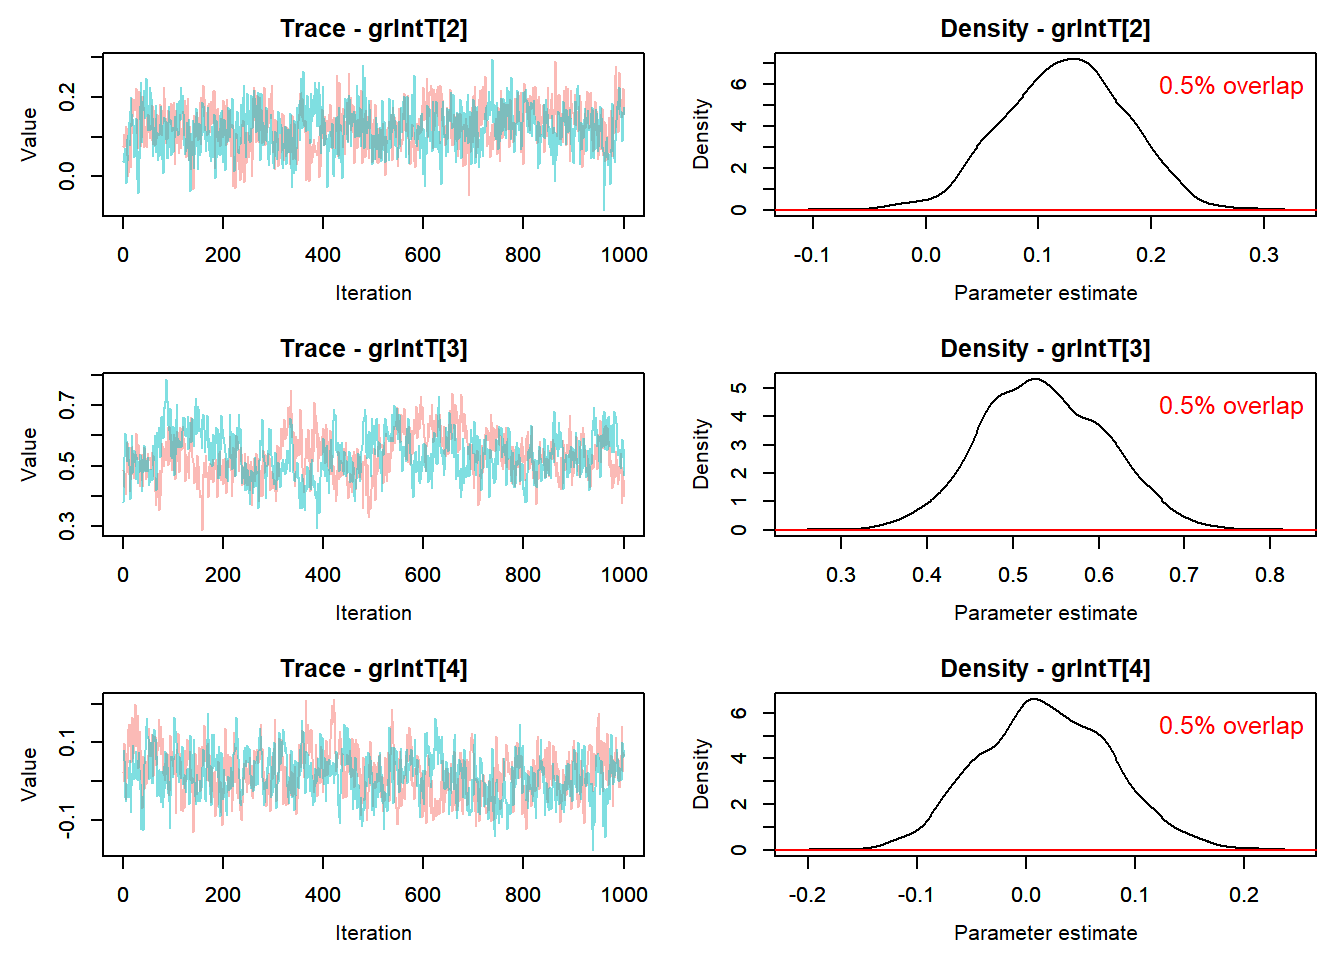 Trace - grIntT[2]
Value
0.0
0.2
0 200 400 600 800 1000
Iteration
Density - grIntT[2]
0.5% overlap
Density
0 2 4 6
-0.1 0.0 0.1 0.2 0.3
Parameter estimate
Trace - grIntT[3]
Value
0.3 0.5 0.7
0 200 400 600 800 1000
Iteration
Density - grIntT[3]
0.5% overlap
Density
0 1 2 3 4 5
0.3 0.4 0.5 0.6 0.7 0.8
Parameter estimate
Trace - grIntT[4]
Value
-0.1 0.1
0 200 400 600 800 1000
Iteration
Density - grIntT[4]
0.5% overlap
Density
0 2 4 6
-0.2 -0.1 0.0 0.1 0.2
Parameter estimate